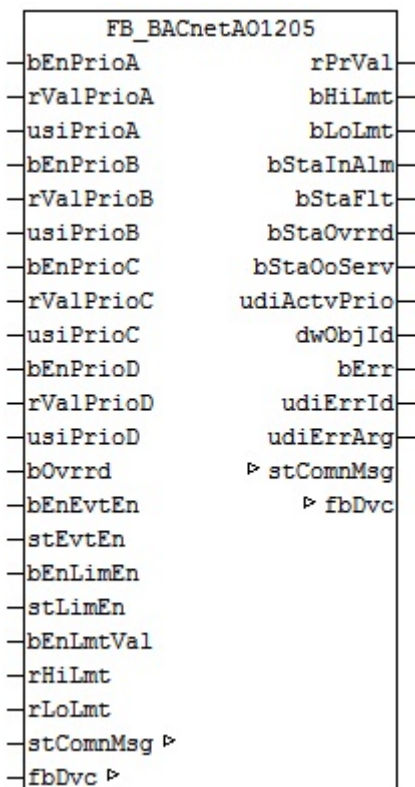 FB_BACnetAO1205
bEnPrioA rPrVal
rValPrioA bHiLmt
usiPrioA bLoLmt
bEnPrioB bStaInAlm
rValPrioB bStaFlt
usiPrioB bStaOvrrd
bEnPrioC bStaOoServ
rValPrioC udiActvPrio
usiPrioC dwObjId
bEnPrioD bErr
rValPrioD udiErrId
usiPrioD udiErrArg
bOvrrd ▷ stComnMsg
bEnEvtEn ▷ fbDvc
stEvtEn
bEnLimEn
stLimEn
bEnLmtVal
rHiLmt
rLoLmt
stComnMsg ▷
fbDvc ▷